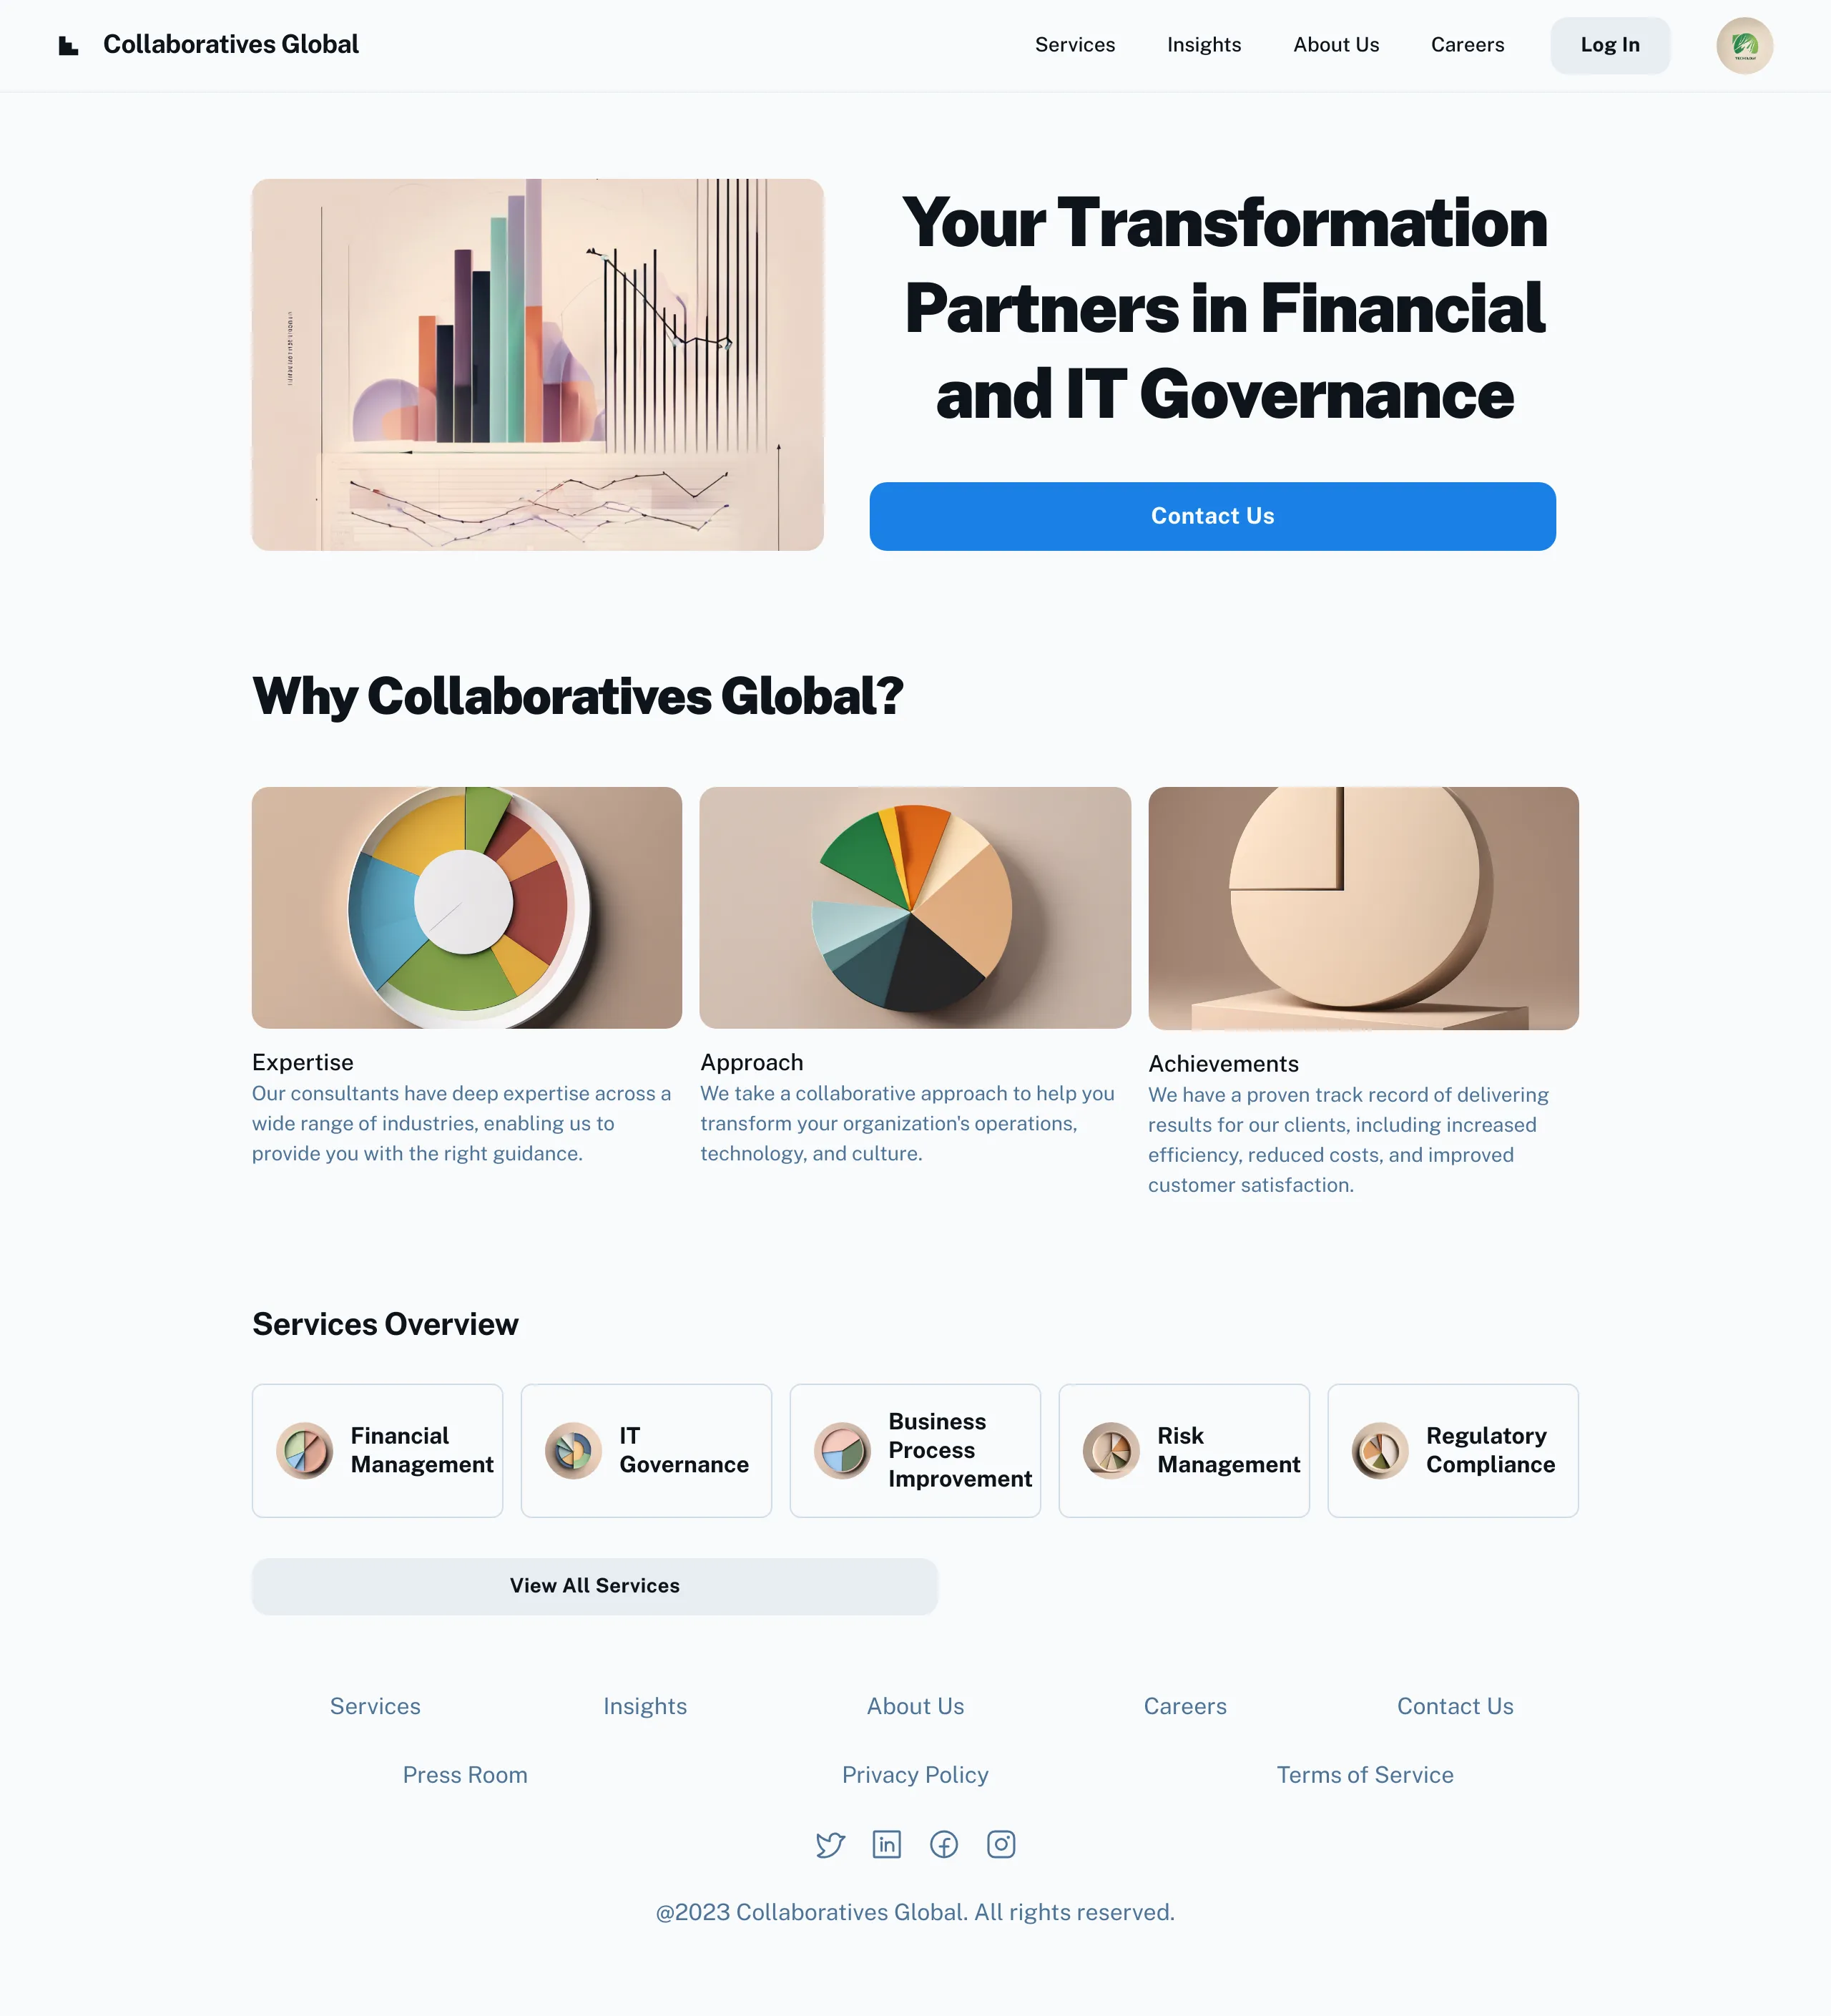 Collaboratives Global
Services
Insights
About Us
Careers
Log In
Your Transformation
Partners in Financial
and IT Governance
Contact Us
Why Collaboratives Global?
Expertise
Our consultants have deep expertise across a
wide range of industries, enabling us to
provide you with the right guidance.
Approach
We take a collaborative approach to help you
transform your organization's operations,
technology, and culture.
Achievements
We have a proven track record of delivering
results for our clients, including increased
efficiency, reduced costs, and improved
customer satisfaction.
Services Overview
Financial
Management
IT
Governance
Business
Process
Improvement
Risk
Management
Regulatory
Compliance
View All Services
Services
Insights
About Us
Careers
Contact Us
Press Room
Privacy Policy
Terms of Service
@2023 Collaboratives Global. All rights reserved.